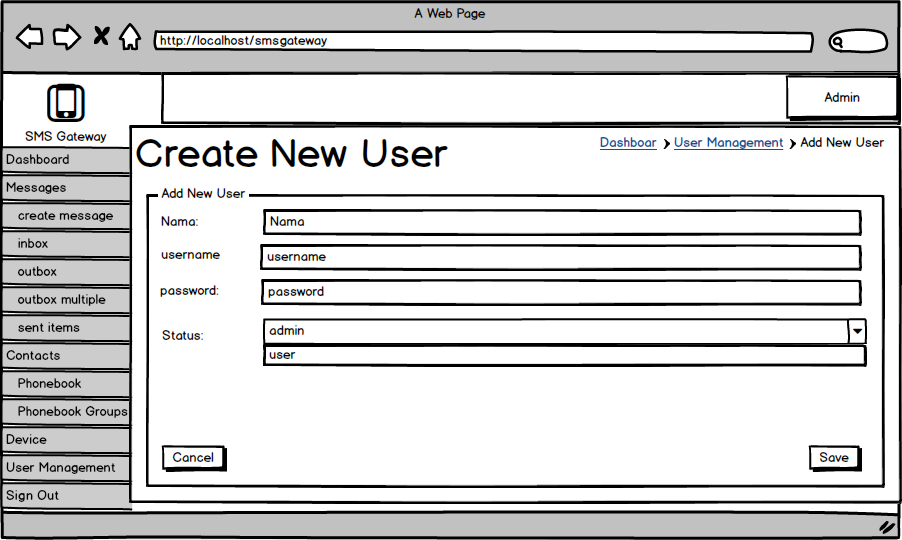 A Web Page
http://localhost/smsgateway
Admin
SMS Gateway
Dashboard
Messages
create message
inbox
outbox
outbox multiple
sent items
Contacts
Phonebook
Phonebook Groups
Device
User Management
Sign Out
Create New User
Dashboar User Management Add New User
Add New User
Nama: Nama
username username
password: password
Status: admin
user
Cancel Save